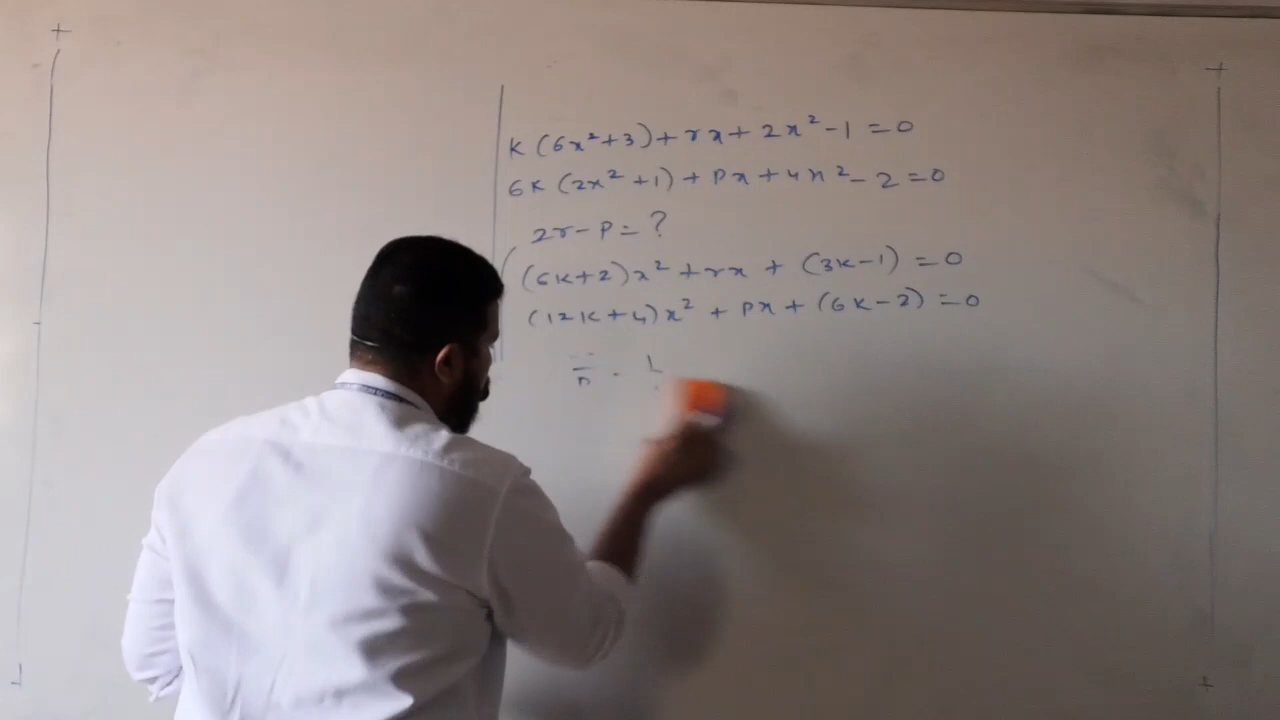 K(6x²+3)+rx+2x²-1=0
6K(2x²+1)+Px+4x²-2=0
2r-P=?
(6K+2)x²+rx+(3K-1)=0
(12K+4)x²+Px+(6K-2)=0